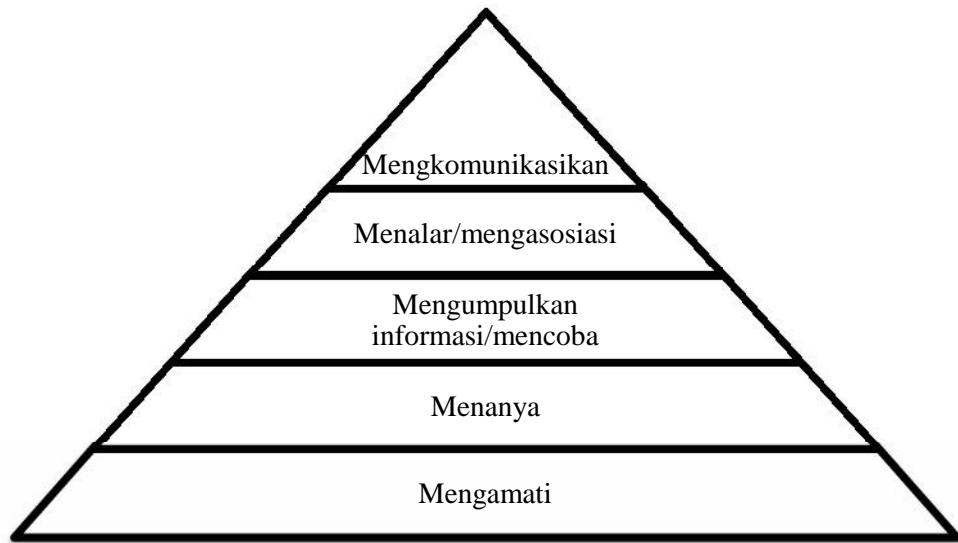 Mengkomunikasikan
Menalar/mengasosiasi
Mengumpulkan
informasi/mencoba
Menanya
Mengamati